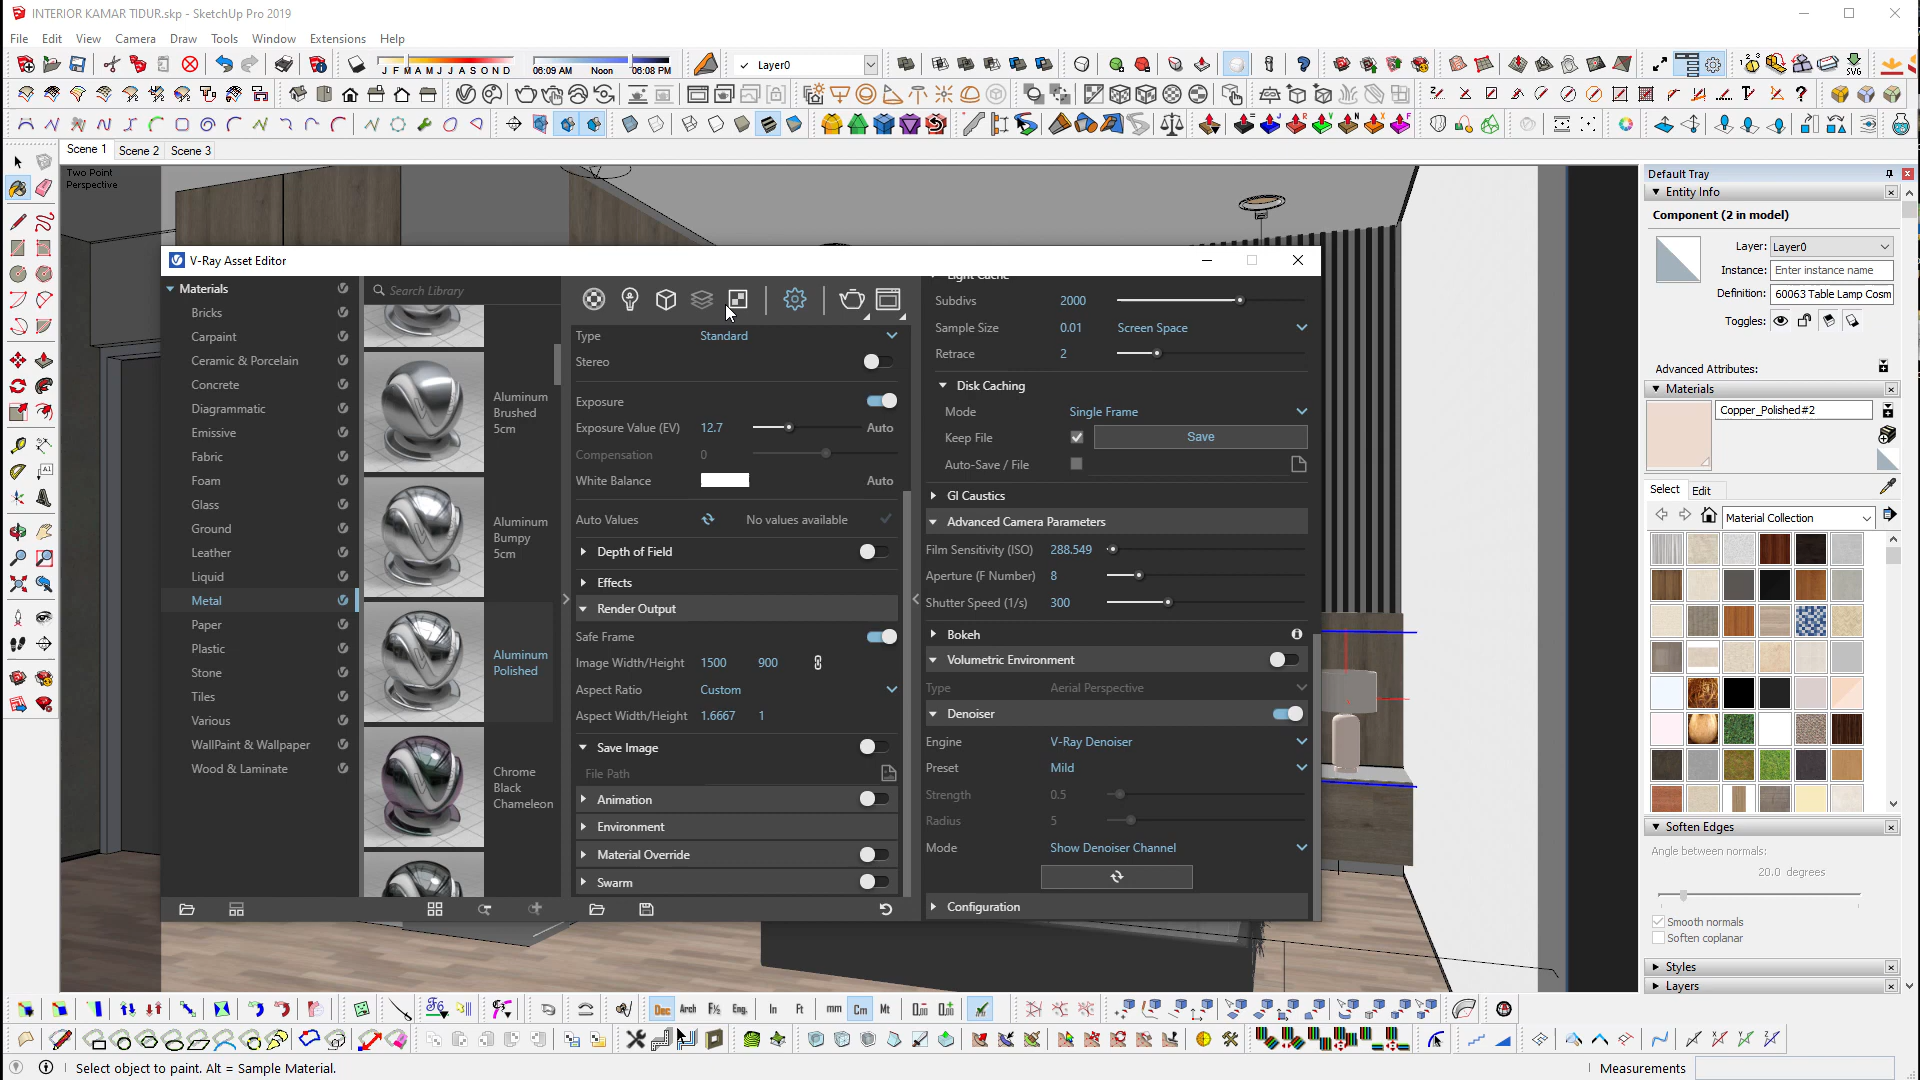 INTERIOR KAMAR TIDUR.skp - SketchUp Pro 2019
File Edit View Camera Draw Tools Window Extensions Help
J F M A M J J A S O N D
06:09 AM Noon 06:08 PM
Layer0
SVG
Scene 1 Scene 2 Scene 3
Two Point
Perspective
V-Ray Asset Editor
Materials
Bricks
Carpaint
Ceramic & Porcelain
Concrete
Diagrammatic
Emissive
Fabric
Foam
Glass
Ground
Leather
Liquid
Metal
Paper
Plastic
Stone
Tiles
Various
WallPaint & Wallpaper
Wood & Laminate
Search Library
Aluminum
Brushed
5cm
Aluminum
Bumpy
5cm
Aluminum
Polished
Chrome
Black
Chameleon
Type Standard
Stereo
Exposure
Exposure Value (EV) 12.7 Auto
Compensation 0
White Balance Auto
Auto Values No values available
Depth of Field
Effects
Render Output
Safe Frame
Image Width/Height 1500 900
Aspect Ratio Custom
Aspect Width/Height 1.6667 1
Save Image
File Path
Animation
Environment
Material Override
Swarm
Light Cache
Subdivs 2000
Sample Size 0.01 Screen Space
Retrace 2
Disk Caching
Mode Single Frame
Keep File Save
Auto-Save / File
GI Caustics
Advanced Camera Parameters
Film Sensitivity (ISO) 288.549
Aperture (F Number) 8
Shutter Speed (1/s) 300
Bokeh
Volumetric Environment
Type Aerial Perspective
Denoiser
Engine V-Ray Denoiser
Preset Mild
Strength 0.5
Radius 5
Mode Show Denoiser Channel
Configuration
Default Tray
Entity Info
Component (2 in model)
Layer: Layer0
Instance: Enter instance name
Definition: 60063 Table Lamp Cosm
Toggles:
Advanced Attributes:
Materials
Copper_Polished#2
Select Edit
Material Collection
Soften Edges
Angle between normals:
20.0 degrees
Smooth normals
Soften coplanar
Styles
Layers
Dec Arch Eng. In Ft mm Cm Mt
Select object to paint. Alt = Sample Material.
Measurements